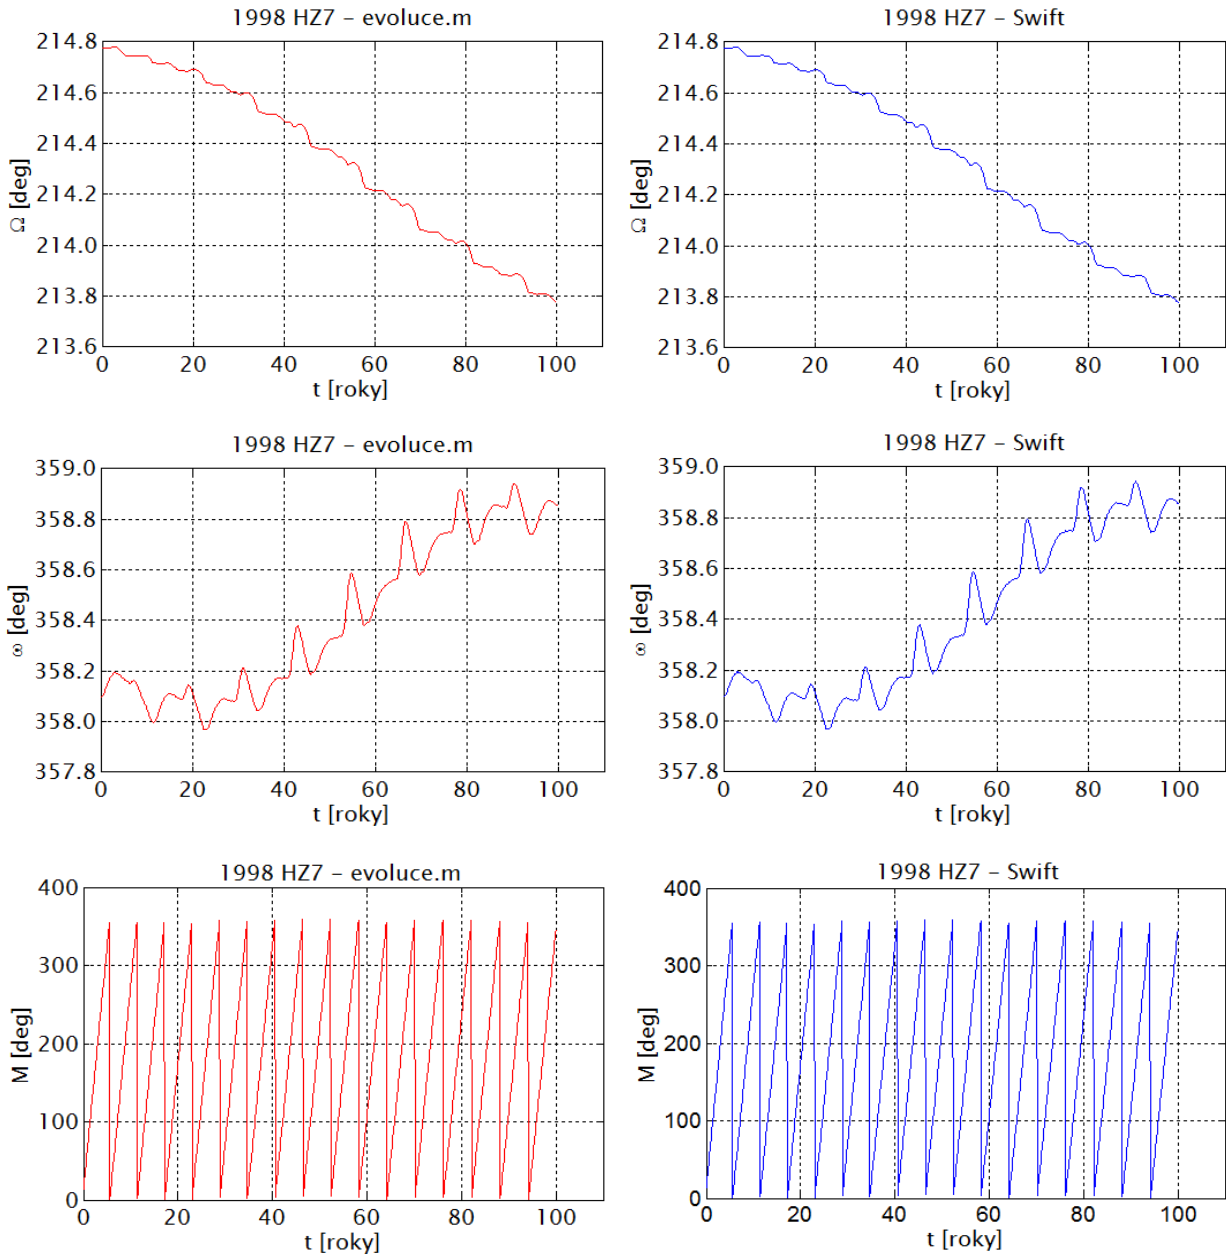 1998 HZ7 – evoluce.m
214.8
214.6
214.4
214.2
214.0
213.8
213.6
Ω [deg]
0 20 40 60 80 100
t [roky]
1998 HZ7 – Swift
214.8
214.6
214.4
214.2
214.0
213.8
213.6
Ω [deg]
0 20 40 60 80 100
t [roky]
1998 HZ7 – evoluce.m
359.0
358.8
358.6
358.4
358.2
358.0
357.8
ω [deg]
0 20 40 60 80 100
t [roky]
1998 HZ7 – Swift
359.0
358.8
358.6
358.4
358.2
358.0
357.8
ω [deg]
0 20 40 60 80 100
t [roky]
1998 HZ7 – evoluce.m
400
300
200
100
0
M [deg]
0 20 40 60 80 100
t [roky]
1998 HZ7 – Swift
400
300
200
100
0
M [deg]
0 20 40 60 80 100
t [roky]